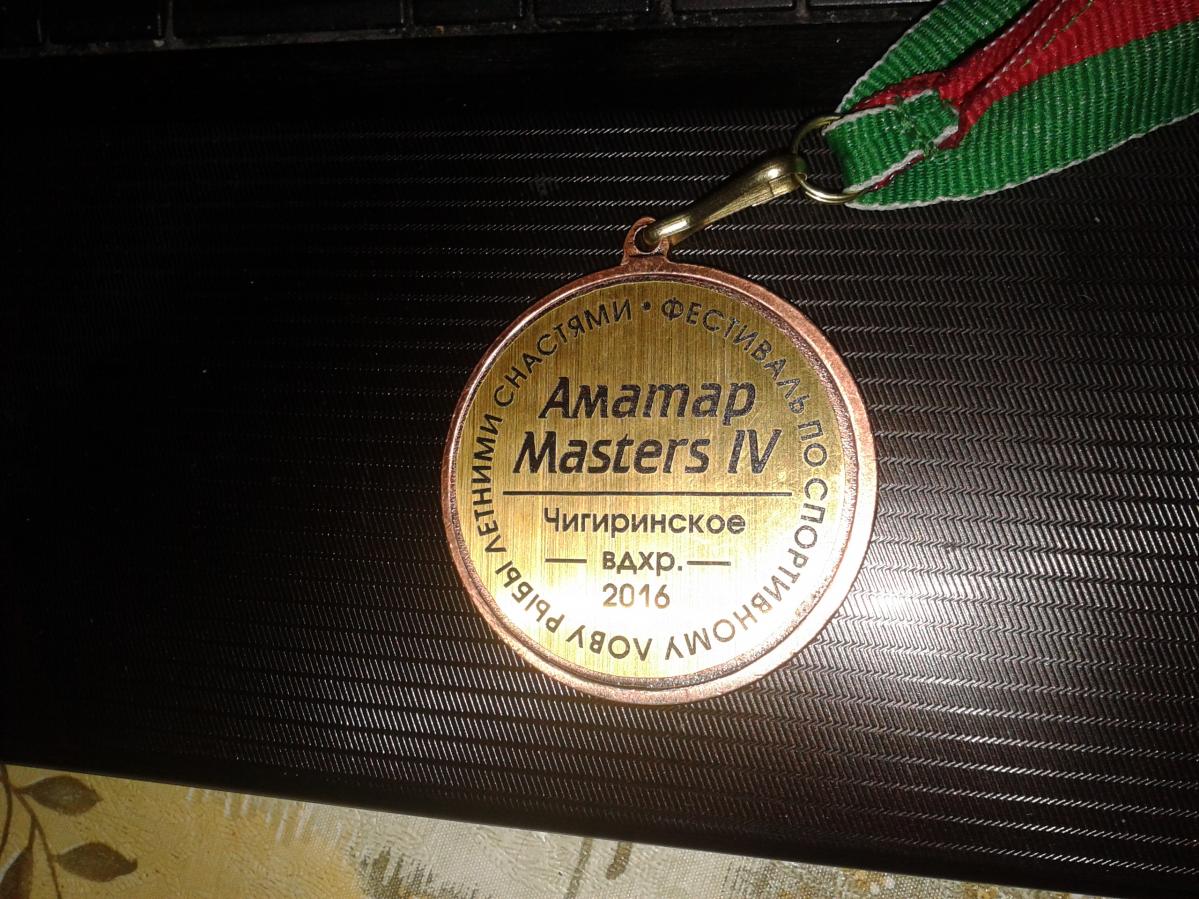 ФЕСТИВАЛЬ ПО СПОРТИВНОМУ ЛОВУ РЫБЫ ЛЕТНИМИ СНАСТЯМИ •
Аматар
Masters IV
Чигиринское
— вдхр. —
2016